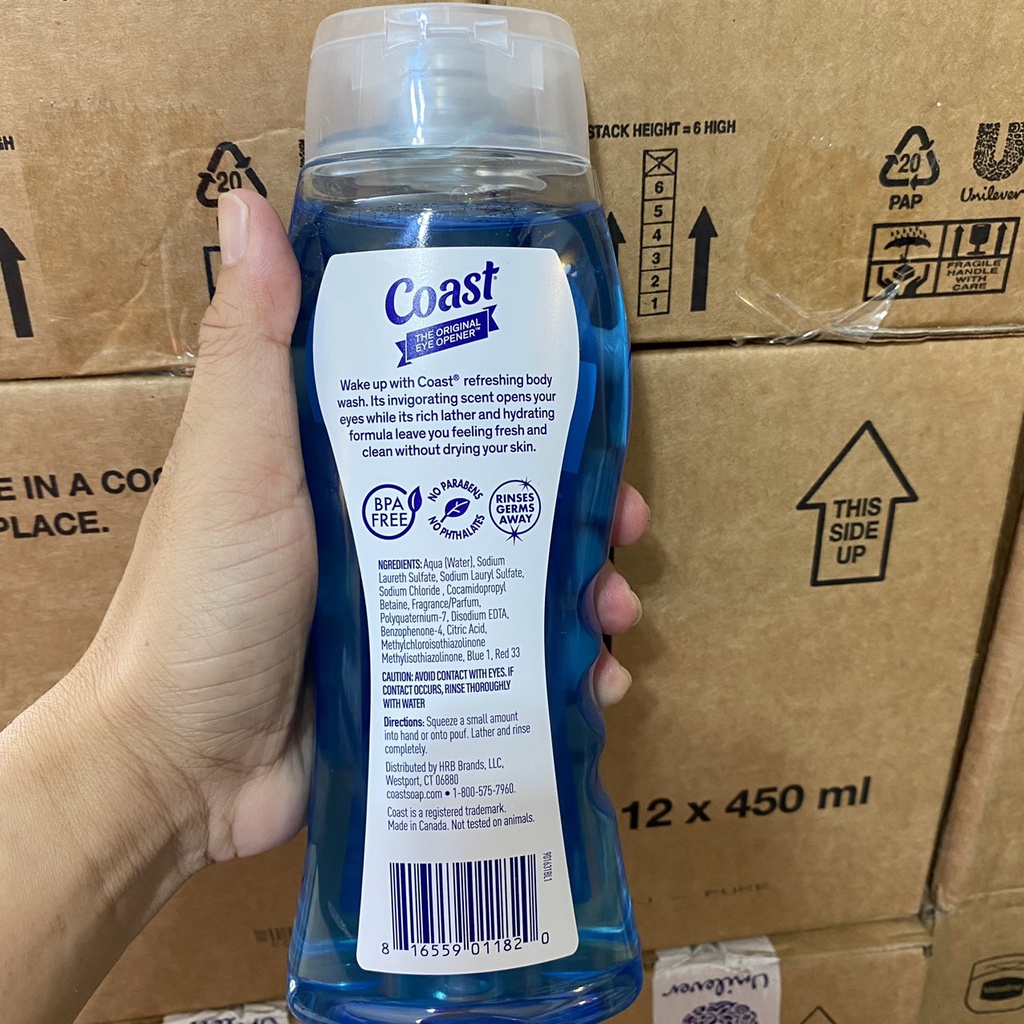 Coast®
THE ORIGINAL
EYE OPENER™
Wake up with Coast® refreshing body
wash. Its invigorating scent opens your
eyes while its rich lather and hydrating
formula leave you feeling fresh and
clean without drying your skin.
BPA
FREE
NO PARABENS
NO PHTHALATES
RINSES
GERMS
AWAY
NGREDIENTS: Aqua (Water), Sodium
Laureth Sulfate, Sodium Lauryl Sulfate,
Sodium Chloride , Cocamidopropyl
Betaine, Fragrance/Parfum,
Polyquaternium-7, Disodium EDTA,
Benzophenone-4, Citric Acid,
Methylchloroisothiazolinone
Methylisothiazolinone, Blue 1, Red 33
CAUTION: AVOID CONTACT WITH EYES. IF
CONTACT OCCURS, RINSE THOROUGHLY
WITH WATER
Directions: Squeeze a small amount
into hand or onto pouf. Lather and rinse
completely.
Distributed by HRB Brands, LLC,
Westport, CT 06880
coastsoap.com • 1-800-575-7960.
Coast is a registered trademark.
Made in Canada. Not tested on animals.
901631BL1
8 16559 01182 0
STACK HEIGHT = 6 HIGH
7
6
5
4
3
2
1
20
20
PAP
Unilever
FRAGILE
HANDLE
WITH
CARE
E IN A COO
PLACE.
THIS
SIDE
UP
12 x 450 ml
PURE
Unilever